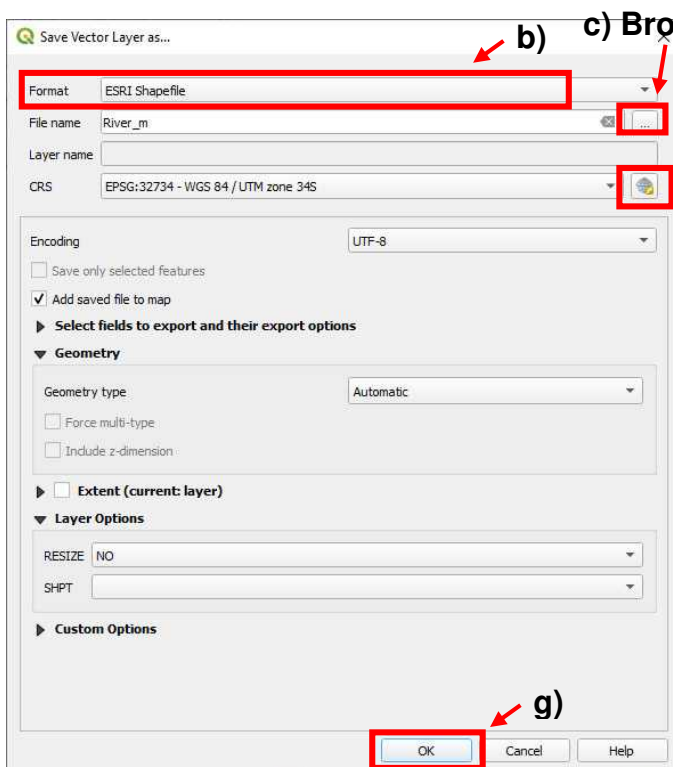 b)
c) Bro
Save Vector Layer as...
Format ESRI Shapefile
File name River_m ...
Layer name
CRS EPSG:32734 - WGS 84 / UTM zone 34S
Encoding UTF-8
Save only selected features
Add saved file to map
Select fields to export and their export options
Geometry
Geometry type Automatic
Force multi-type
Include z-dimension
Extent (current: layer)
Layer Options
RESIZE NO
SHPT
Custom Options
g)
OK Cancel Help